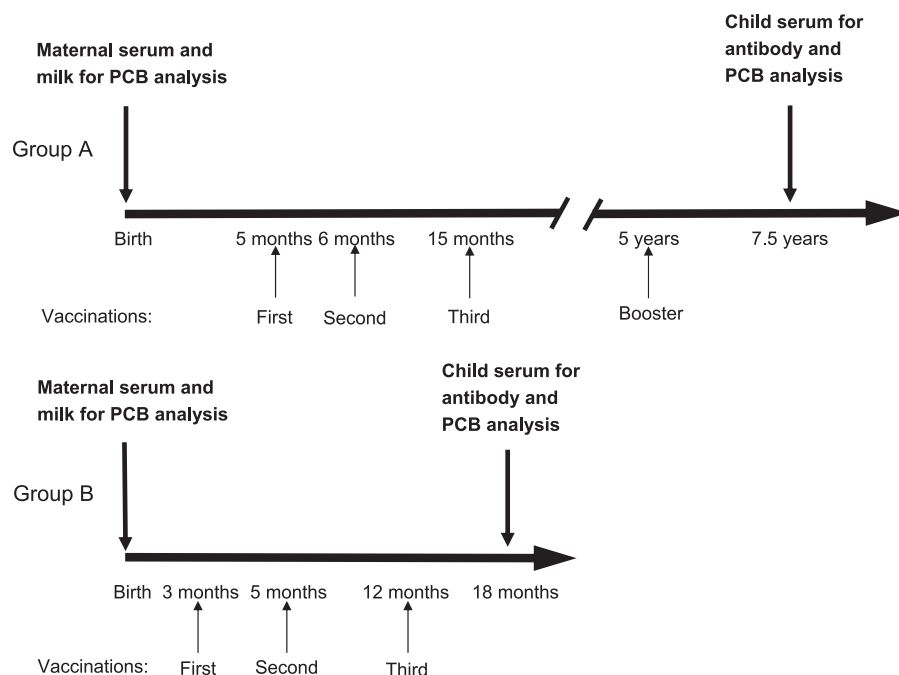 Child serum for
antibody and
PCB analysis
Maternal serum and
milk for PCB analysis
Group A
Birth 5 months 6 months 15 months 5 years 7.5 years
Vaccinations: First Second Third Booster
Child serum for
antibody and
PCB analysis
Maternal serum and
milk for PCB analysis
Group B
Birth 3 months 5 months 12 months 18 months
Vaccinations: First Second Third